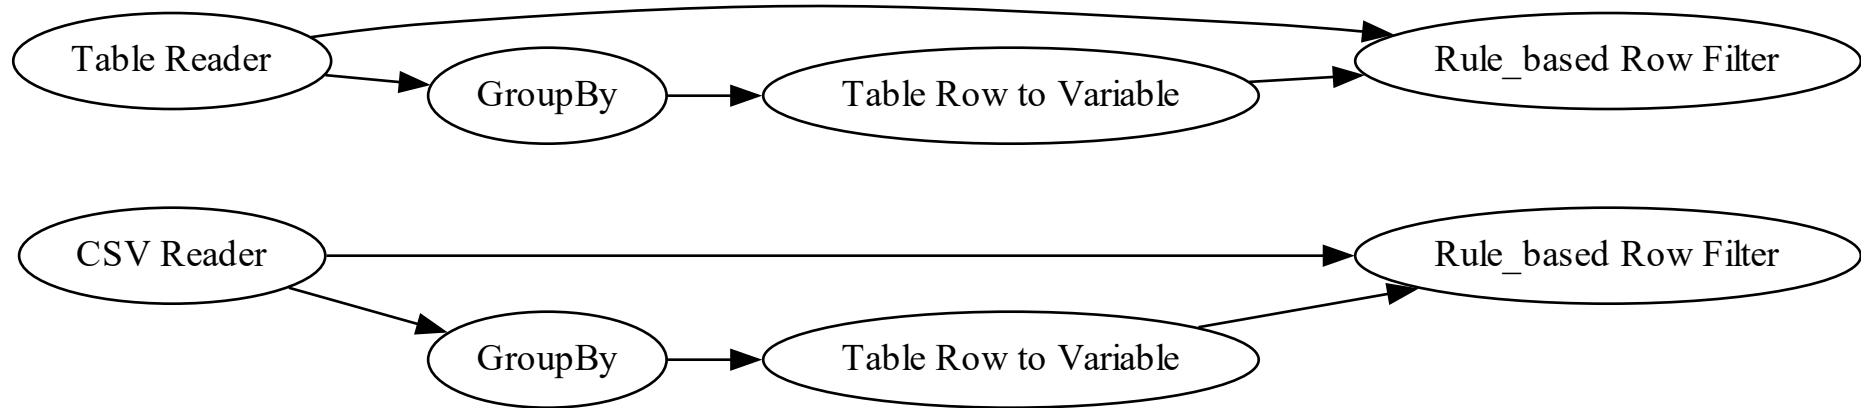 Table Reader
GroupBy
Table Row to Variable
Rule_based Row Filter
CSV Reader
GroupBy
Table Row to Variable
Rule_based Row Filter